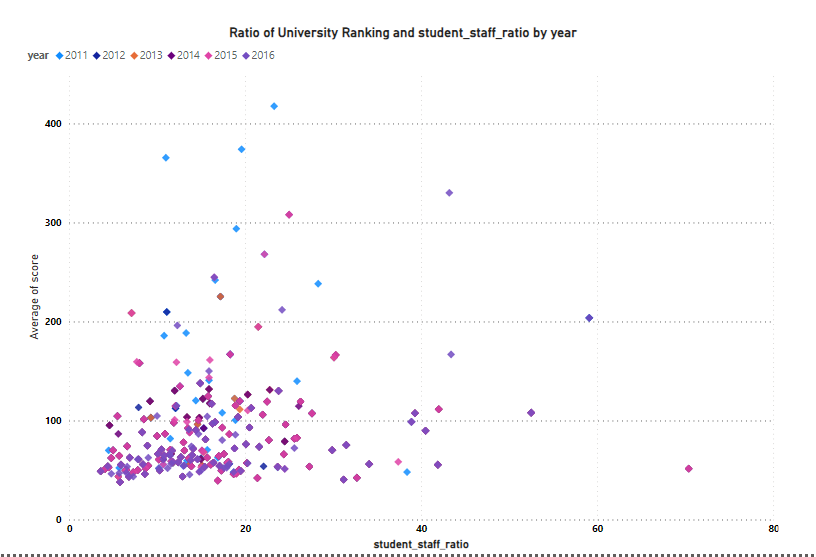 Ratio of University Ranking and student_staff_ratio by year
year 2011 2012 2013 2014 2015 2016
400
300
200
100
0
Average of score
0 20 40 60 80
student_staff_ratio